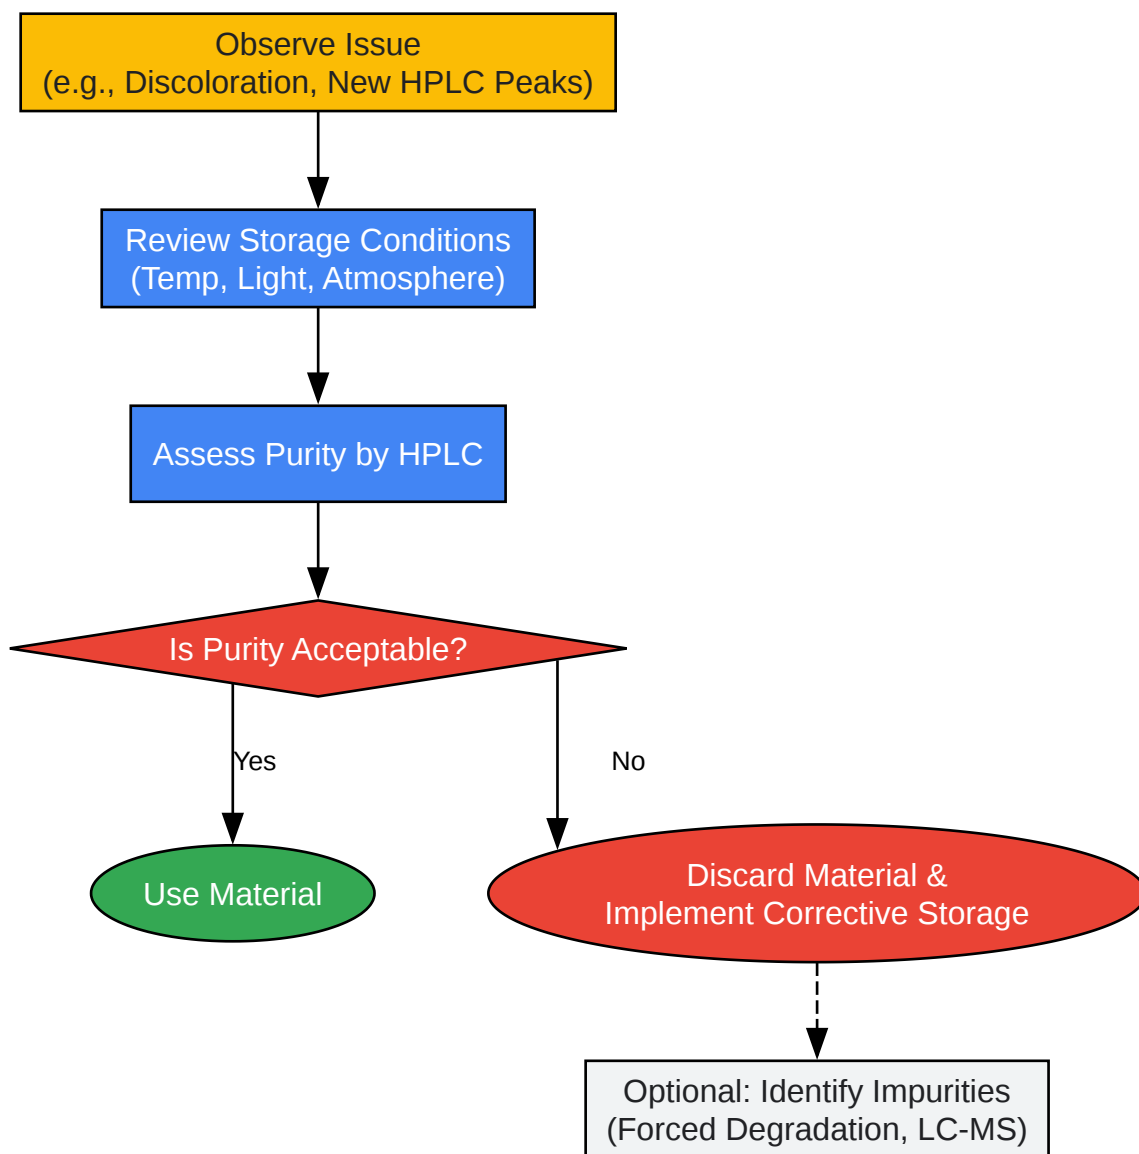 Observe Issue
(e.g., Discoloration, New HPLC Peaks)
Review Storage Conditions
(Temp, Light, Atmosphere)
Assess Purity by HPLC
Is Purity Acceptable?
Yes
No
Use Material
Discard Material &
Implement Corrective Storage
Optional: Identify Impurities
(Forced Degradation, LC-MS)